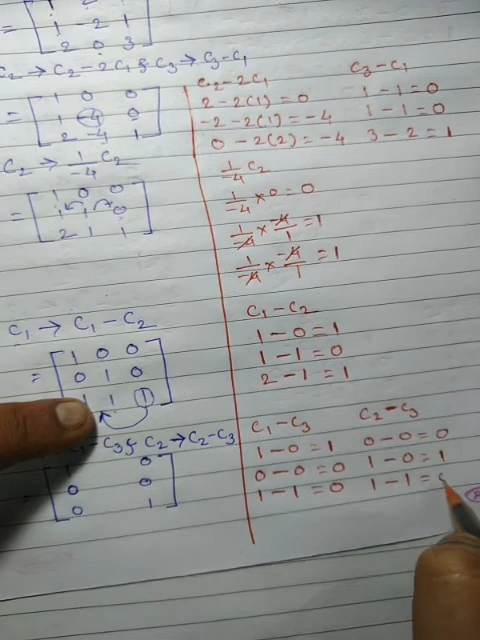 1 -2 1
= 2 0 3
C₂ → C₂ - 2C₁ & C₃ → C₃ - C₁
1 0 0
= 1 -4 0
2 -4 1
C₂ → 1/-4 C₂
1 0 0
= 1 1 0
2 1 1
C₁ → C₁ - C₂
1 0 0
= 0 1 0
1 1 1
C₃ & C₂ → C₂ - C₃
0
= 0 0
0 1
C₂ - 2C₁
2 - 2(1) = 0
-2 - 2(1) = -4
0 - 2(2) = -4
C₃ - C₁
1 - 1 = 0
1 - 1 = 0
3 - 2 = 1
1/-4 C₂
1/-4 × 0 = 0
1/-4 × -4/1 = 1
1/-4 × -4/1 = 1
C₁ - C₂
1 - 0 = 1
1 - 1 = 0
2 - 1 = 1
C₁ - C₃
1 - 0 = 1
0 - 0 = 0
1 - 1 = 0
C₂ - C₃
0 - 0 = 0
1 - 0 = 1
1 - 1 =